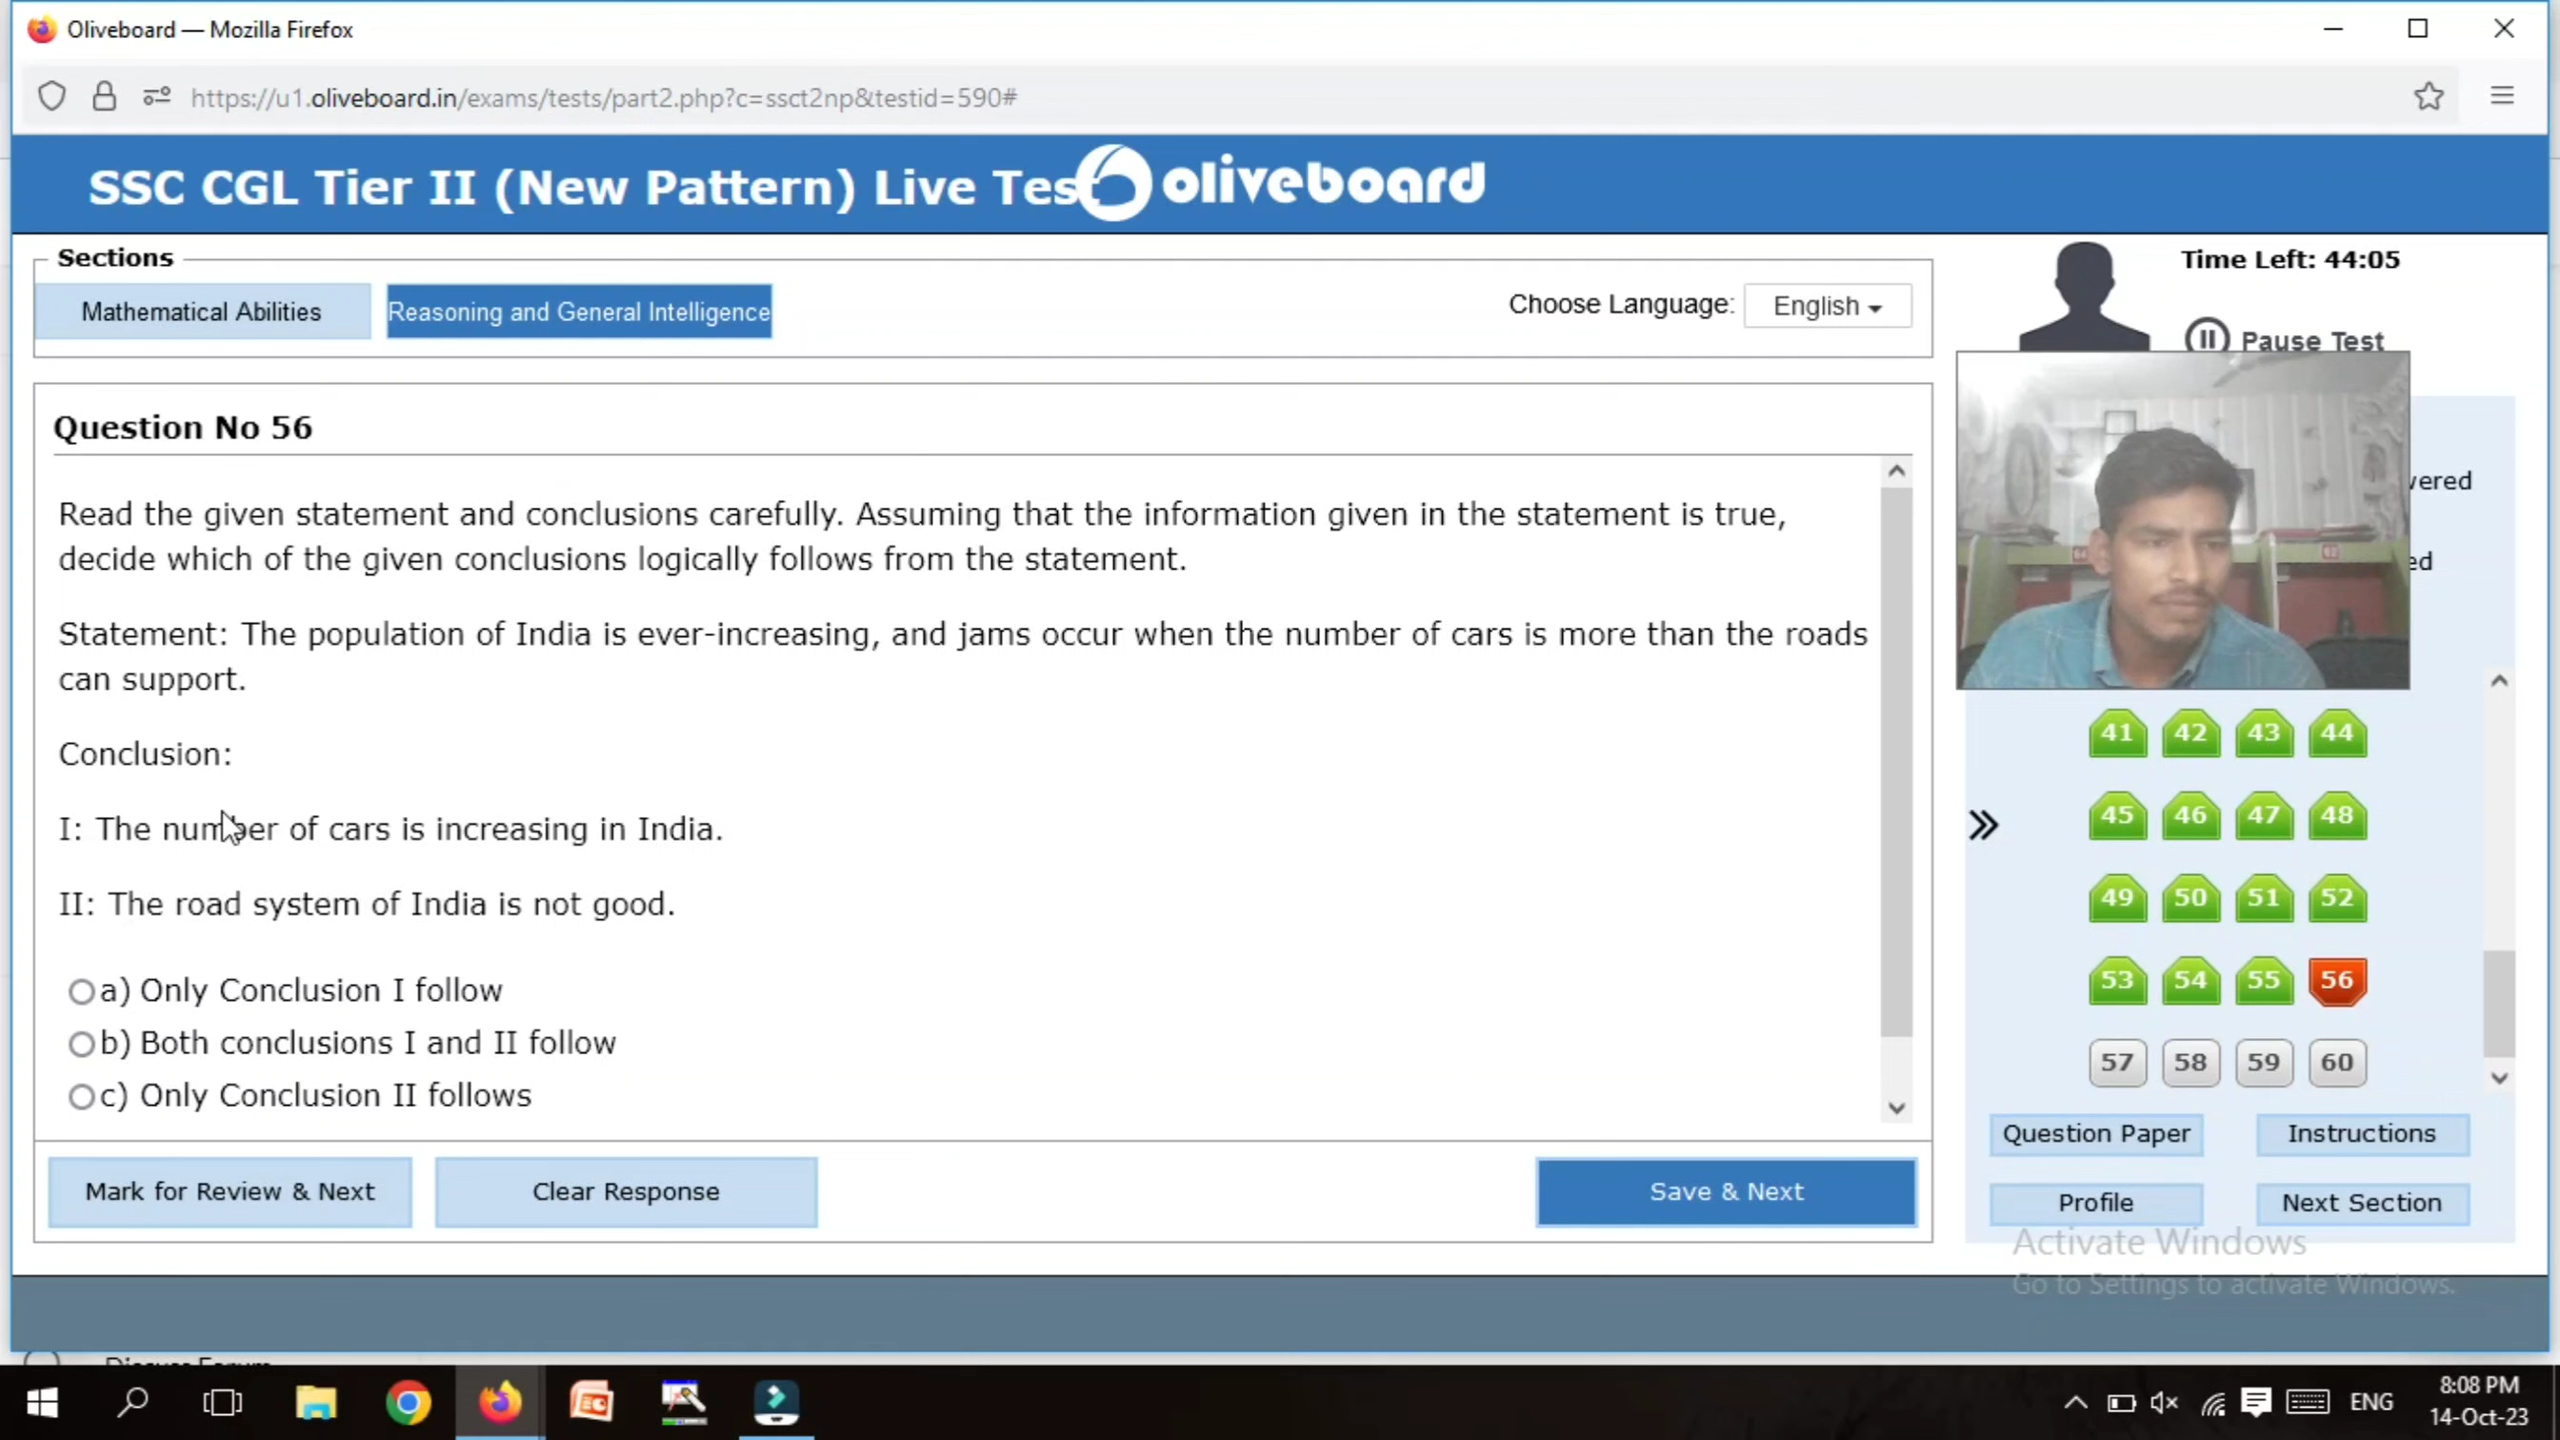 Oliveboard — Mozilla Firefox
https://u1.oliveboard.in/exams/tests/part2.php?c=ssct2np&testid=590#
SSC CGL Tier II (New Pattern) Live Tes
oliveboard
Sections
Mathematical Abilities
Reasoning and General Intelligence
Choose Language:
English
Time Left: 44:05
Pause Test
Question No 56
Read the given statement and conclusions carefully. Assuming that the information given in the statement is true,
decide which of the given conclusions logically follows from the statement.
Statement: The population of India is ever-increasing, and jams occur when the number of cars is more than the roads
can support.
Conclusion:
I: The number of cars is increasing in India.
II: The road system of India is not good.
a) Only Conclusion I follow
b) Both conclusions I and II follow
c) Only Conclusion II follows
Mark for Review & Next
Clear Response
Save & Next
41 42 43 44
45 46 47 48
49 50 51 52
53 54 55 56
57 58 59 60
Question Paper
Instructions
Profile
Next Section
Activate Windows
Go to Settings to activate Windows.
Discuss Forum
ENG
8:08 PM
14-Oct-23